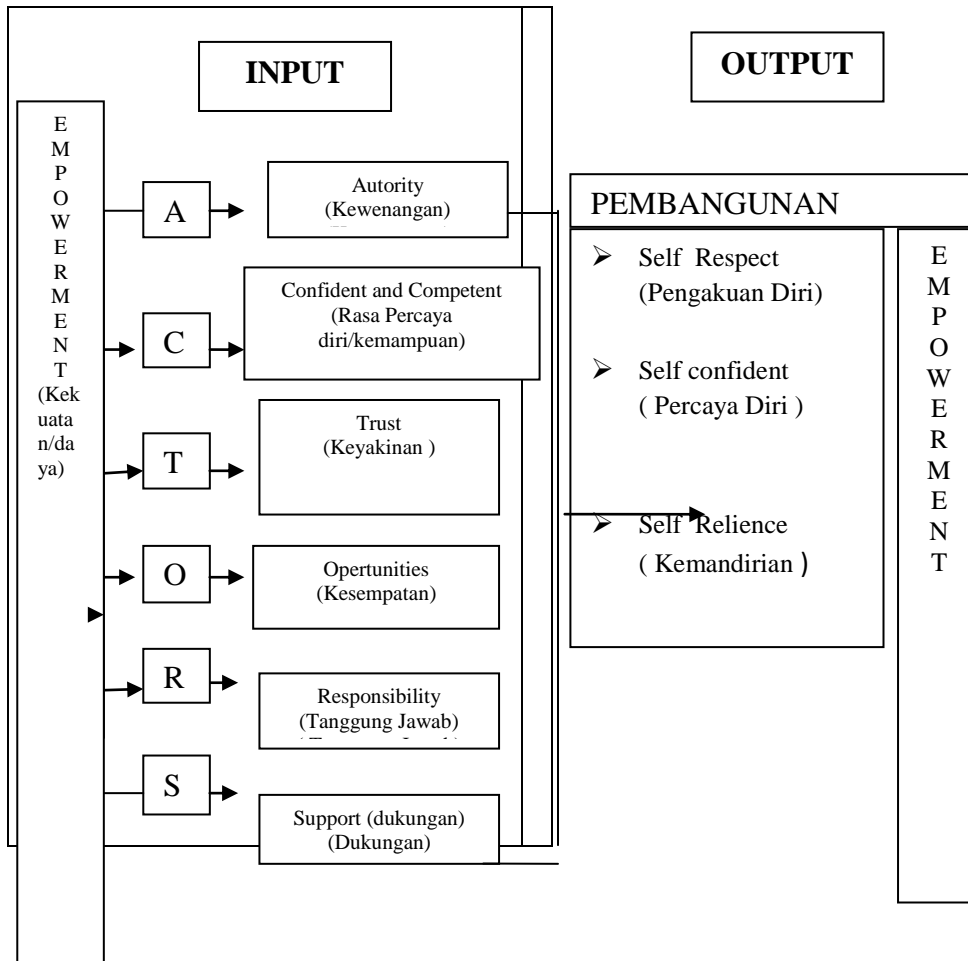 INPUT
OUTPUT
E
M
P
O
W
E
R
M
E
N
T
(Kek
uata
n/da
ya)
A
Autority
(Kewenangan)
C
Confident and Competent
(Rasa Percaya
diri/kemampuan)
T
Trust
(Keyakinan )
O
Opertunities
(Kesempatan)
R
Responsibility
(Tanggung Jawab)
S
Support (dukungan)
(Dukungan)
PEMBANGUNAN
➢ Self Respect
(Pengakuan Diri)
➢ Self confident
( Percaya Diri )
➢ Self Relience
( Kemandirian )
E
M
P
O
W
E
R
M
E
N
T